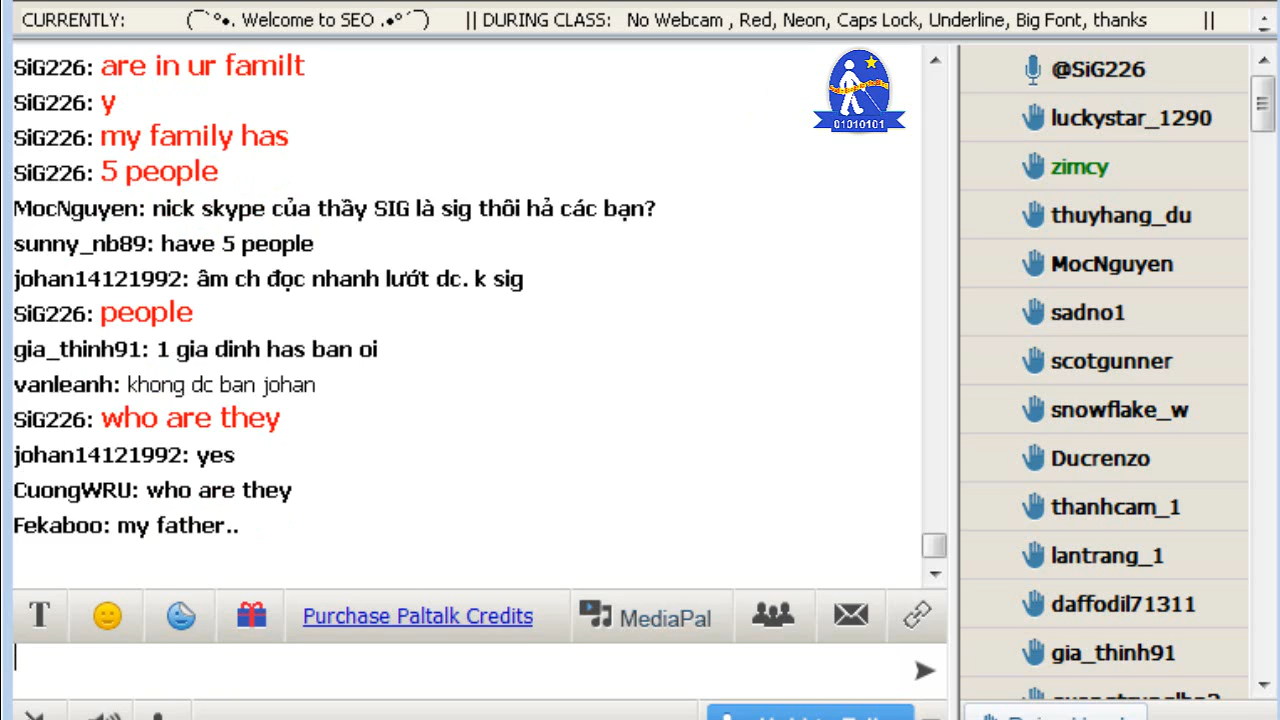 CURRENTLY: (¯`º•. Welcome to SEO .•º´¯) || DURING CLASS: No Webcam , Red, Neon, Caps Lock, Underline, Big Font, thanks ||
SiG226: are in ur familt
SiG226: y
SiG226: my family has
SiG226: 5 people
MocNguyen: nick skype của thầy SIG là sig thôi hả các bạn?
sunny_nb89: have 5 people
johan14121992: âm ch đọc nhanh lướt dc. k sig
SiG226: people
gia_thinh91: 1 gia dinh has ban oi
vanleanh: khong dc ban johan
SiG226: who are they
johan14121992: yes
CuongWRU: who are they
Fekaboo: my father..
01010101
@SiG226
luckystar_1290
zimcy
thuyhang_du
MocNguyen
sadno1
scotgunner
snowflake_w
Ducrenzo
thanhcam_1
lantrang_1
daffodil71311
gia_thinh91
T
Purchase Paltalk Credits
MediaPal